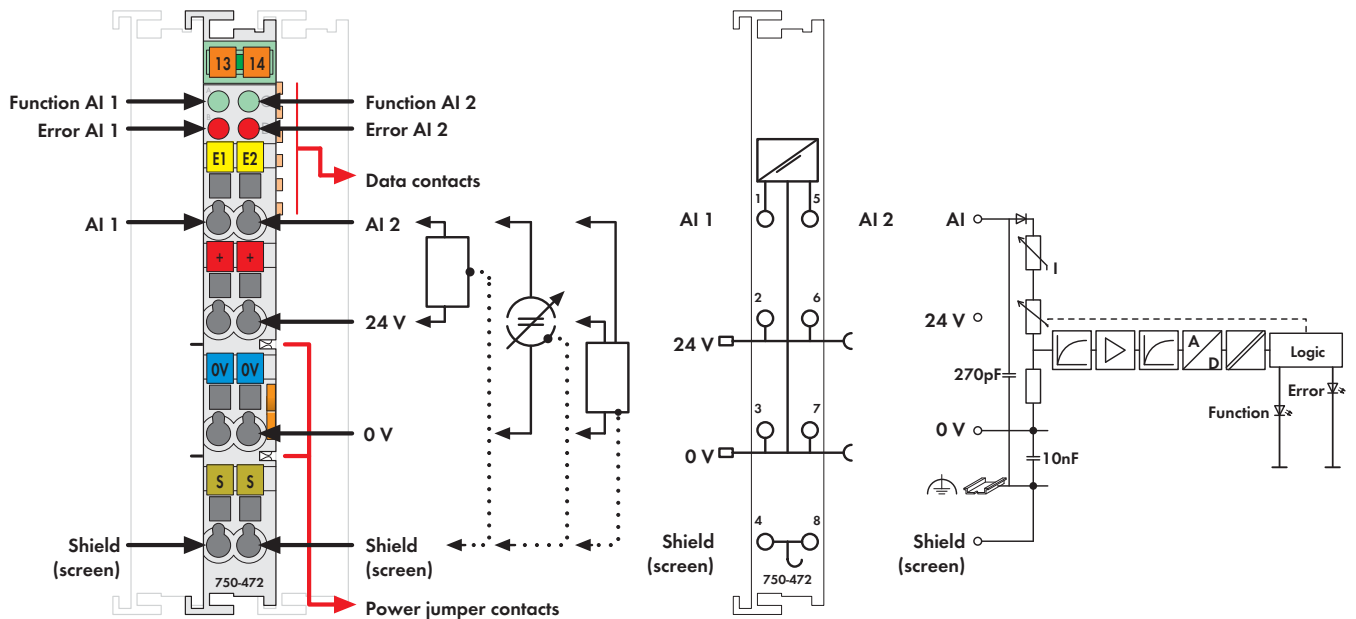 13 14
Function AI 1
Function AI 2
Error AI 1
Error AI 2
E1 E2
Data contacts
AI 1
AI 2
+ +
24 V
0V 0V
0 V
S S
Shield
(screen)
Shield
(screen)
750-472
Power jumper contacts
1 5
AI 1
AI 2
2 6
24 V
3 7
0 V
4 8
Shield
(screen)
750-472
AI
I
24 V
A
D
Logic
270pF
Error
Function
0 V
10nF
Shield
(screen)